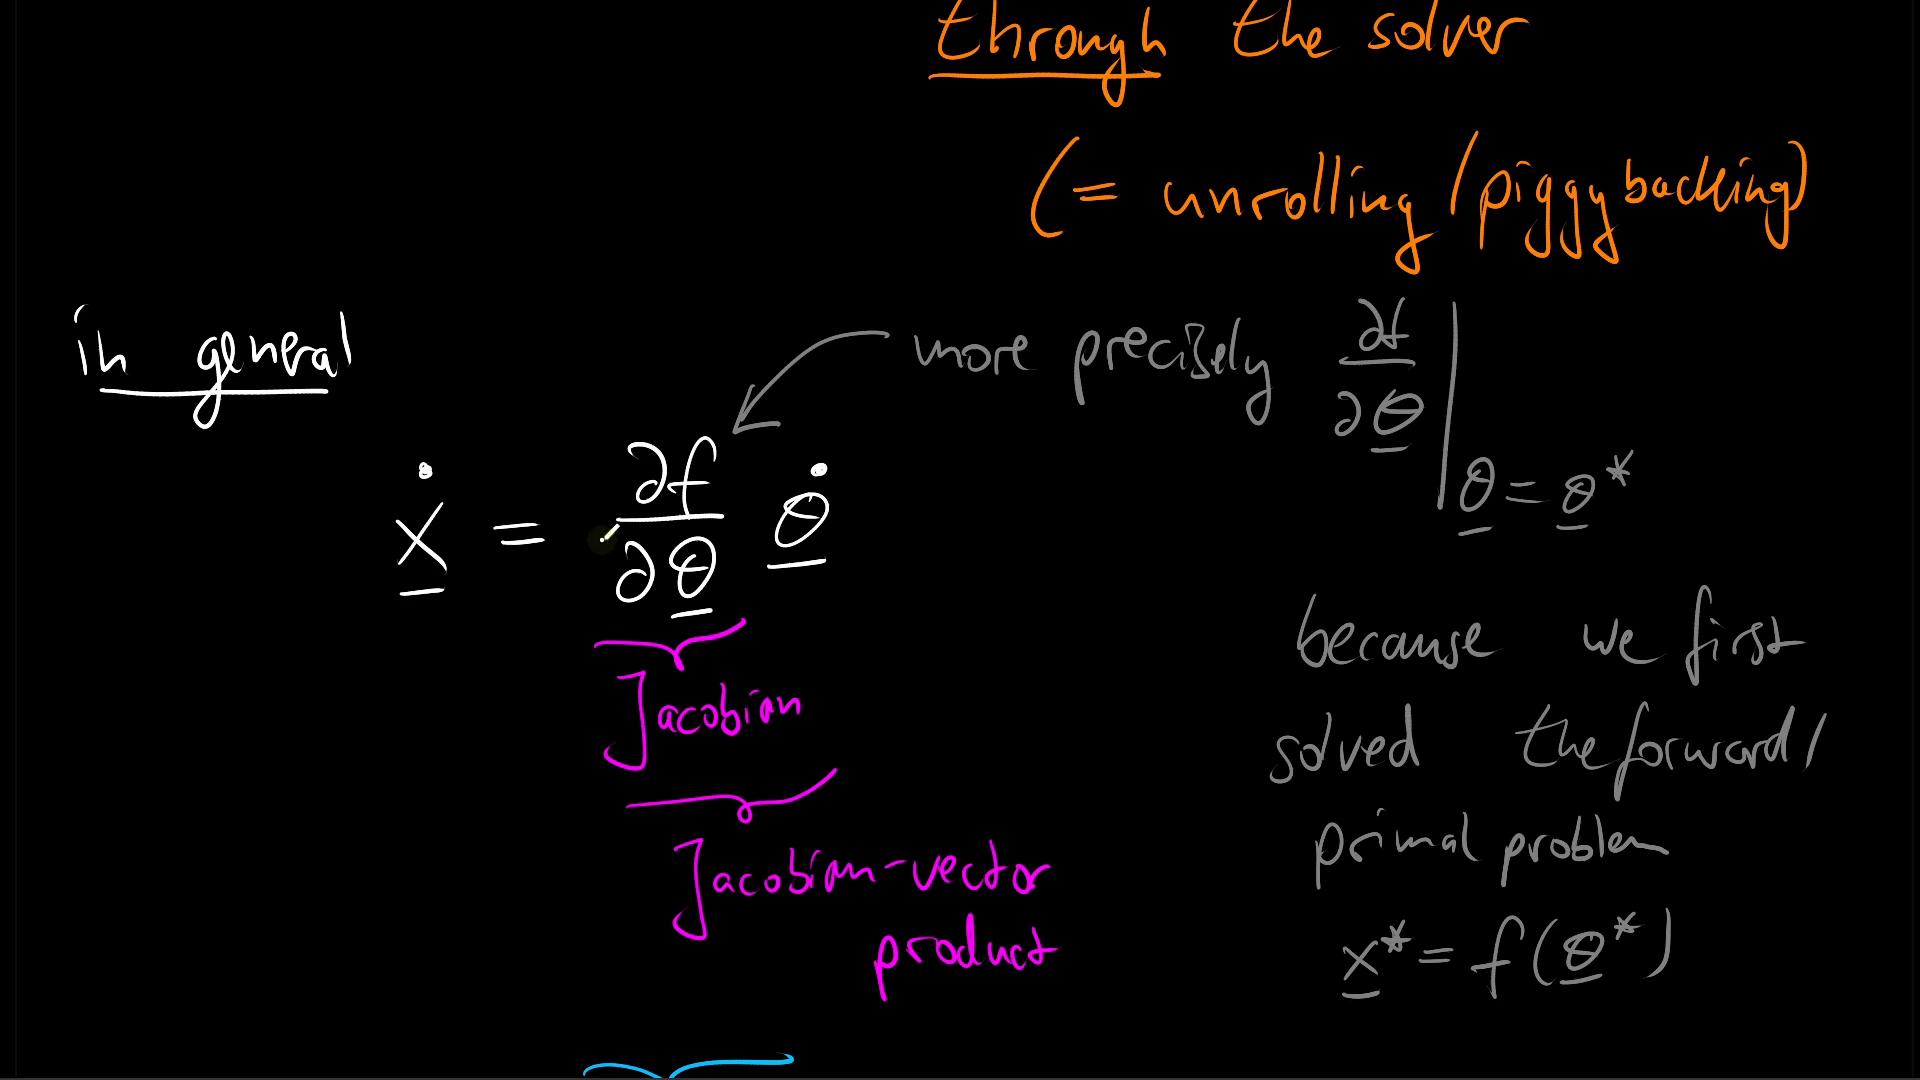 through the solver
(= unrolling / piggybacking)
in general
more precisely ∂f/∂θ |θ = θ*
ẋ = ∂f/∂θ θ̇
because we first
solved the forward/
primal problem
x* = f(θ*)
Jacobian
Jacobian-vector
product